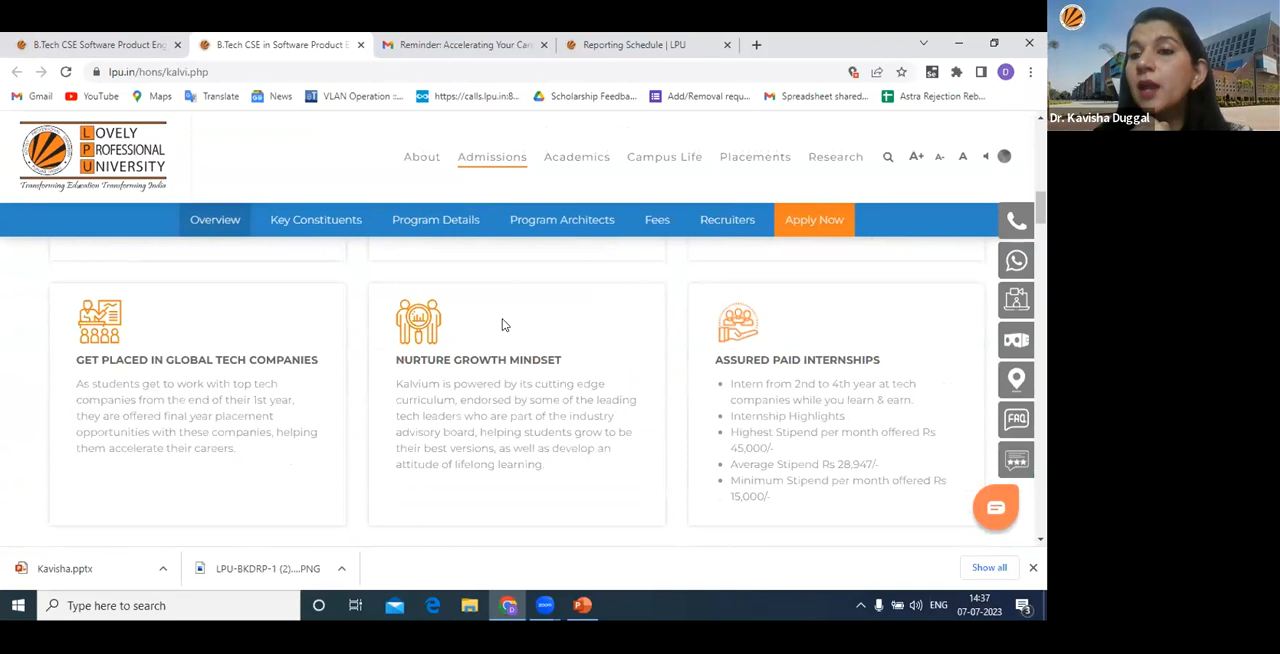 B.Tech CSE Software Product Eng
B.Tech CSE in Software Product E
Reminder: Accelerating Your Car
Reporting Schedule | LPU
lpu.in/hons/kalvi.php
Gmail
YouTube
Maps
Translate
News
VLAN Operation ::...
https://calls.lpu.in:8...
Scholarship Feedba...
Add/Removal requ...
Spreadsheet shared...
Astra Rejection Reb...
Dr. Kavisha Duggal
LOVELY
PROFESSIONAL
UNIVERSITY
Transforming Education Transforming India
About
Admissions
Academics
Campus Life
Placements
Research
A+
A-
A
Overview
Key Constituents
Program Details
Program Architects
Fees
Recruiters
Apply Now
GET PLACED IN GLOBAL TECH COMPANIES
As students get to work with top tech
companies from the end of their 1st year,
they are offered final year placement
opportunities with these companies, helping
them accelerate their careers.
NURTURE GROWTH MINDSET
Kalvium is powered by its cutting edge
curriculum, endorsed by some of the leading
tech leaders who are part of the industry
advisory board, helping students grow to be
their best versions, as well as develop an
attitude of lifelong learning.
ASSURED PAID INTERNSHIPS
Intern from 2nd to 4th year at tech
companies while you learn & earn.
Internship Highlights
Highest Stipend per month offered Rs
45,000/-
Average Stipend Rs 28,947/-
Minimum Stipend per month offered Rs
15,000/-
FAQ
Kavisha.pptx
LPU-BKDRP-1 (2)....PNG
Show all
Type here to search
zoom
ENG
14:37
07-07-2023
3